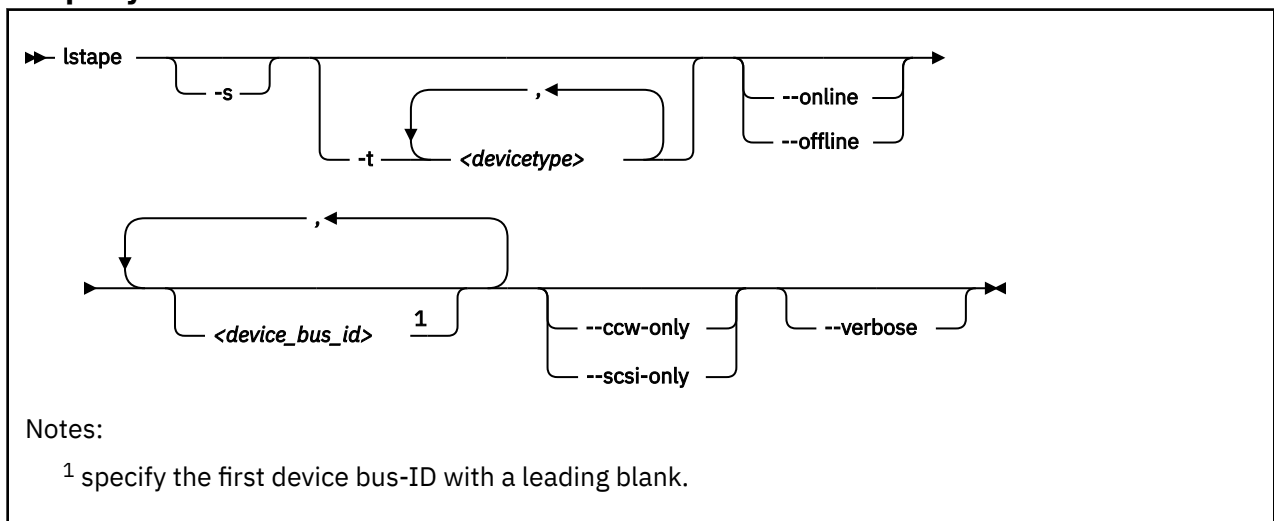 lstape
-s
-t
,
<devicetype>
--online
--offline
,
<device_bus_id> 1
--ccw-only
--scsi-only
--verbose
Notes:
1 specify the first device bus-ID with a leading blank.